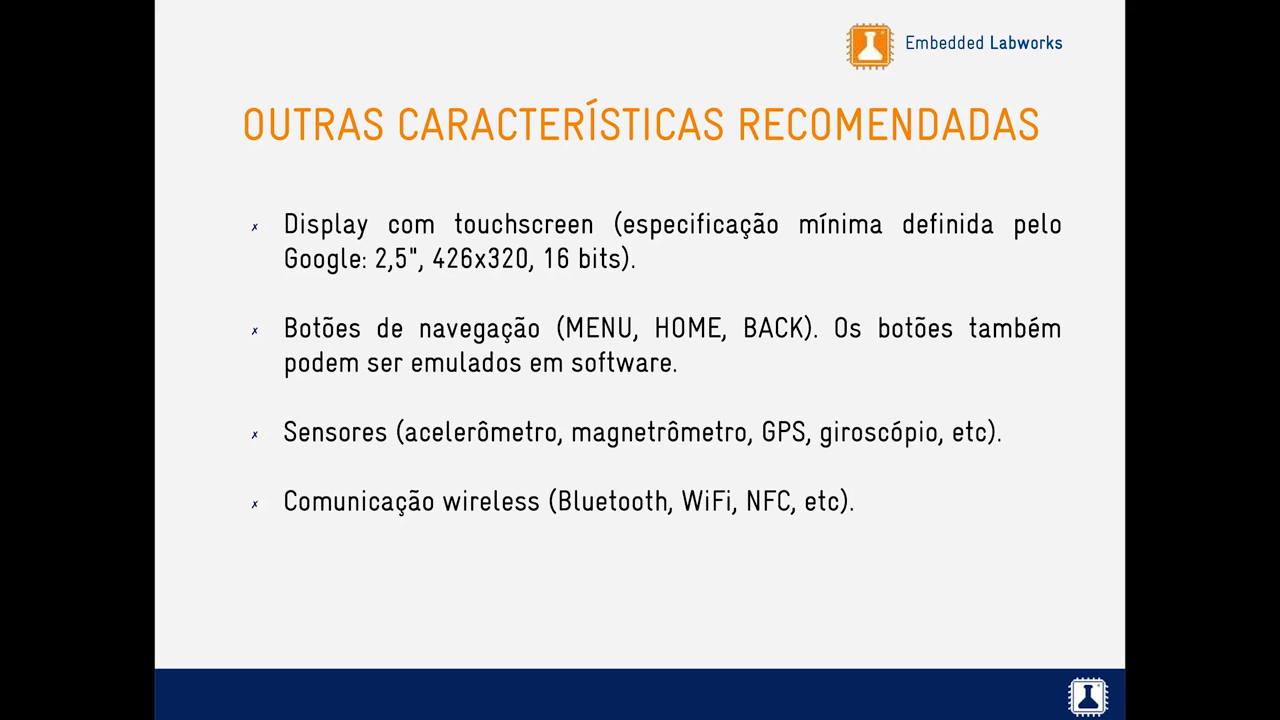 Embedded Labworks
OUTRAS CARACTERÍSTICAS RECOMENDADAS
✗ Display com touchscreen (especificação mínima definida pelo
Google: 2,5", 426x320, 16 bits).
✗ Botões de navegação (MENU, HOME, BACK). Os botões também
podem ser emulados em software.
✗ Sensores (acelerômetro, magnetrômetro, GPS, giroscópio, etc).
✗ Comunicação wireless (Bluetooth, WiFi, NFC, etc).